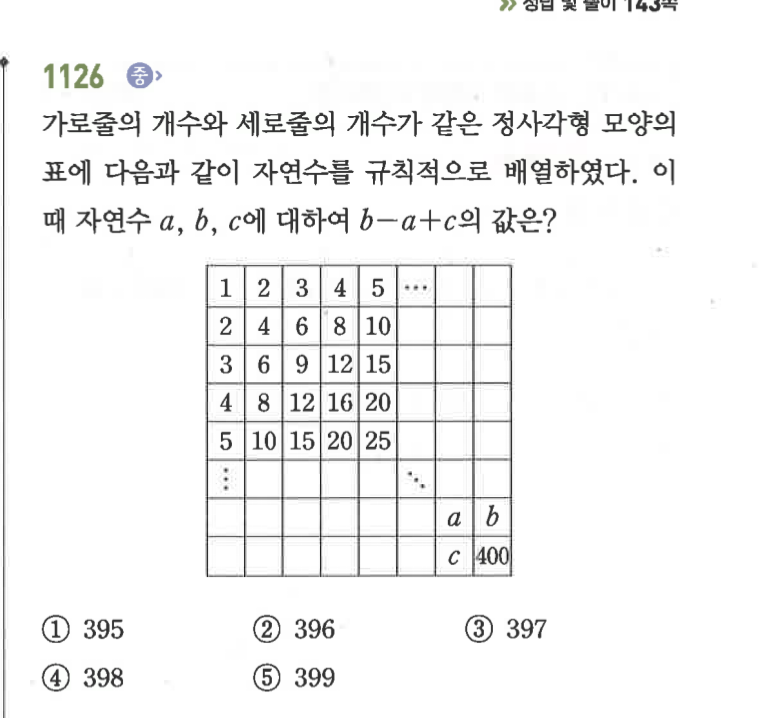 정답 및 풀이 143쪽
1126 중
가로줄의 개수와 세로줄의 개수가 같은 정사각형 모양의
표에 다음과 같이 자연수를 규칙적으로 배열하였다. 이
때 자연수 a, b, c에 대하여 b-a+c의 값은?
1 2 3 4 5 ⋯
2 4 6 8 10
3 6 9 12 15
4 8 12 16 20
5 10 15 20 25
⋮ ⋱
a b
c 400
① 395 ② 396 ③ 397
④ 398 ⑤ 399